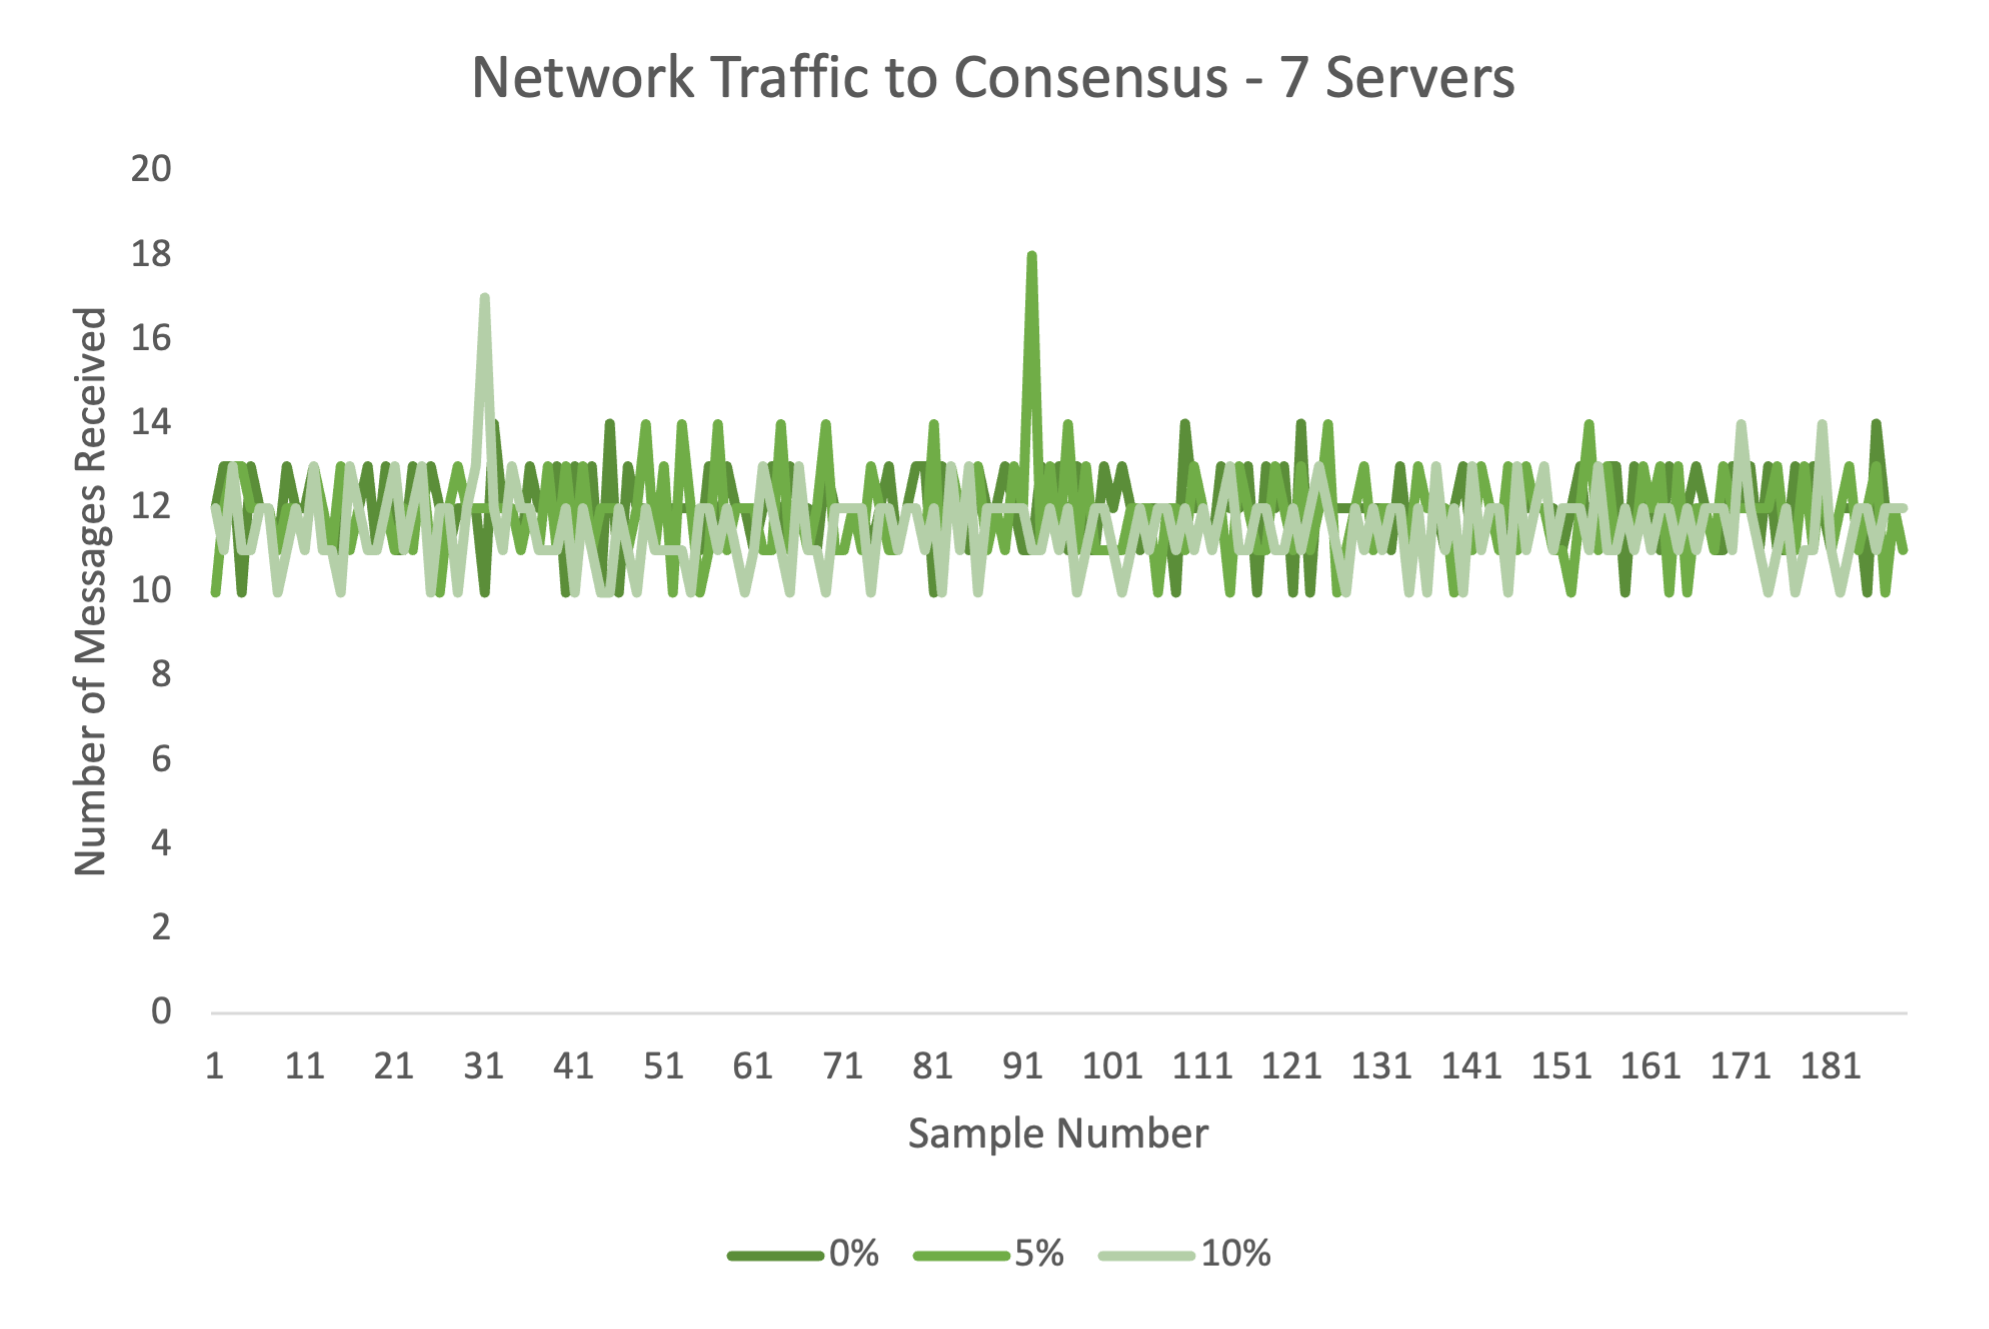 Network Traffic to Consensus - 7 Servers
Number of Messages Received
20
18
16
14
12
10
8
6
4
2
0
1 11 21 31 41 51 61 71 81 91 101 111 121 131 141 151 161 171 181
Sample Number
0% 5% 10%